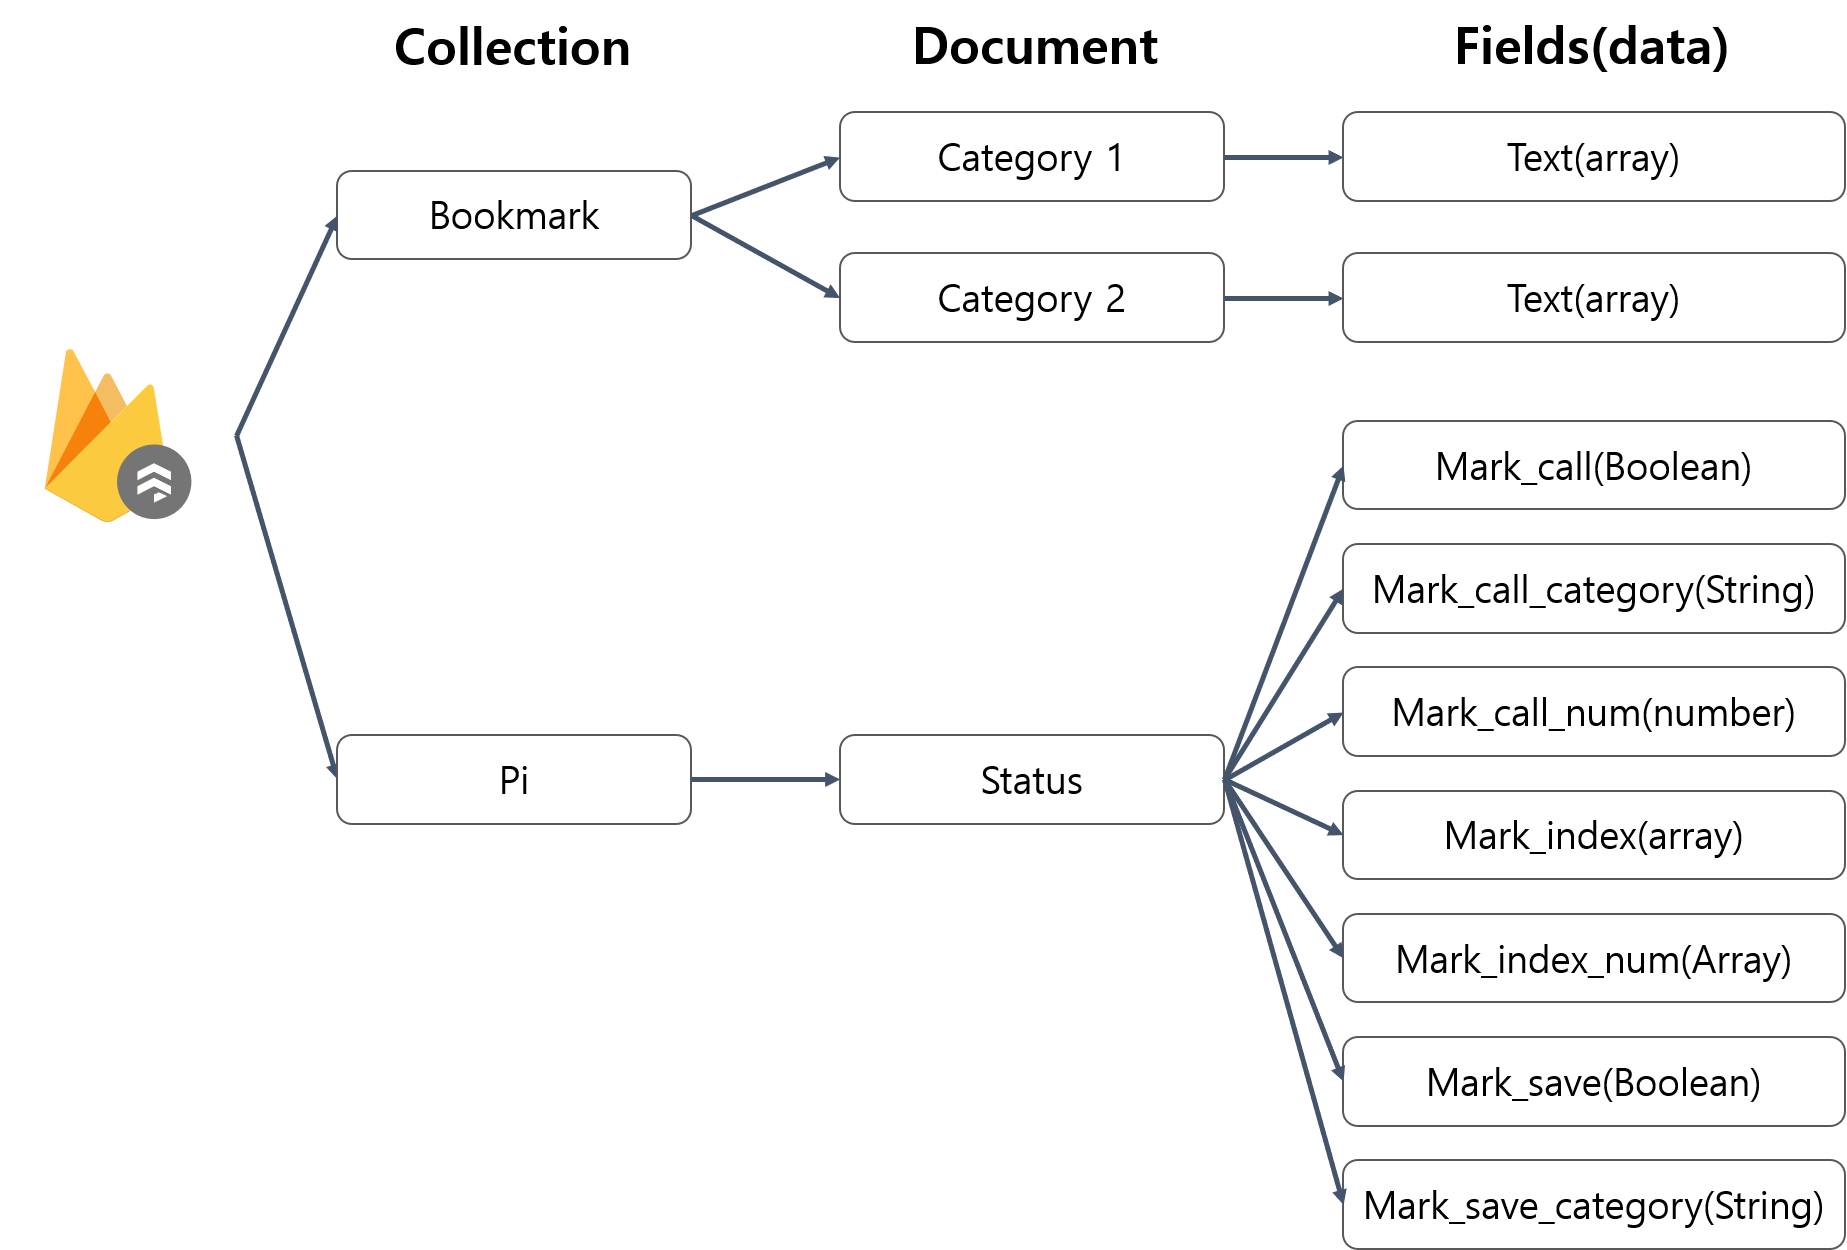 Collection
Document
Fields(data)
Bookmark
Category 1
Text(array)
Category 2
Text(array)
Pi
Status
Mark_call(Boolean)
Mark_call_category(String)
Mark_call_num(number)
Mark_index(array)
Mark_index_num(Array)
Mark_save(Boolean)
Mark_save_category(String)